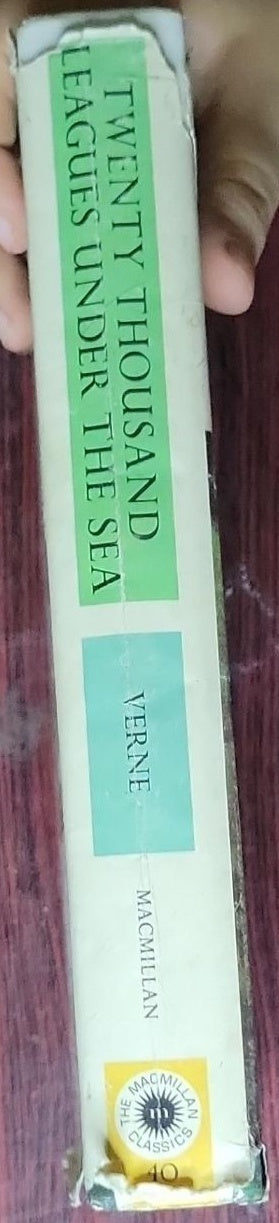 TWENTY THOUSAND
LEAGUES UNDER THE SEA
VERNE
MACMILLAN
THE MACMILLAN
m
CLASSICS
40